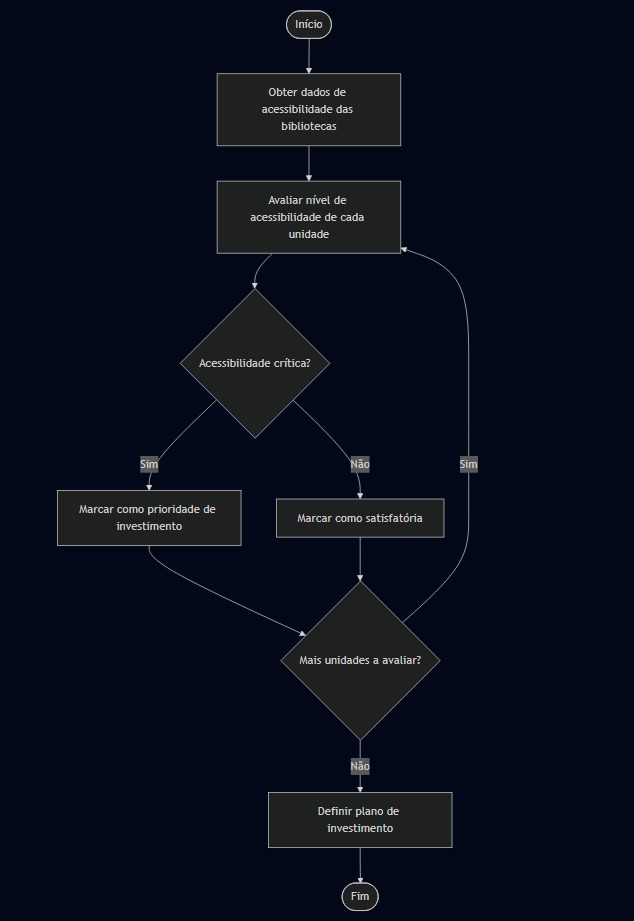 Início
Obter dados de
acessibilidade das
bibliotecas
Avaliar nível de
acessibilidade de cada
unidade
Acessibilidade crítica?
Sim
Não
Sim
Marcar como prioridade de
investimento
Marcar como satisfatória
Mais unidades a avaliar?
Não
Definir plano de
investimento
Fim